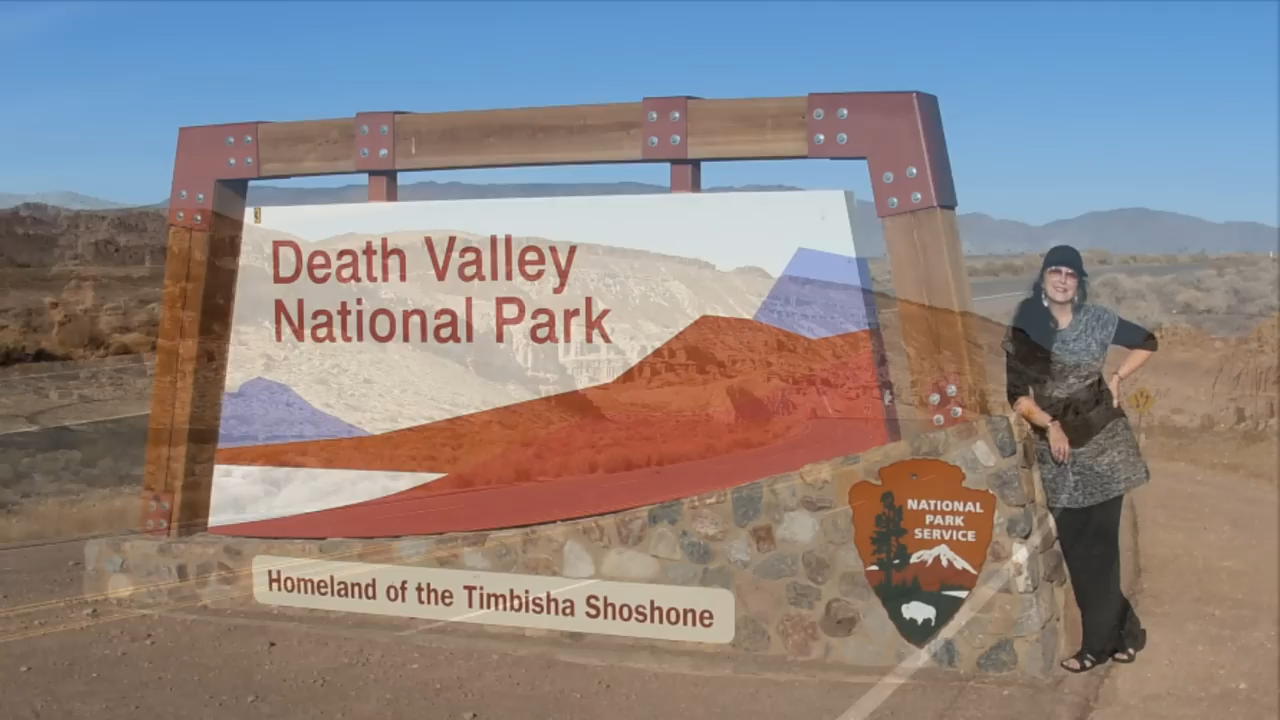 Death Valley
National Park
NATIONAL
PARK
SERVICE
Homeland of the Timbisha Shoshone